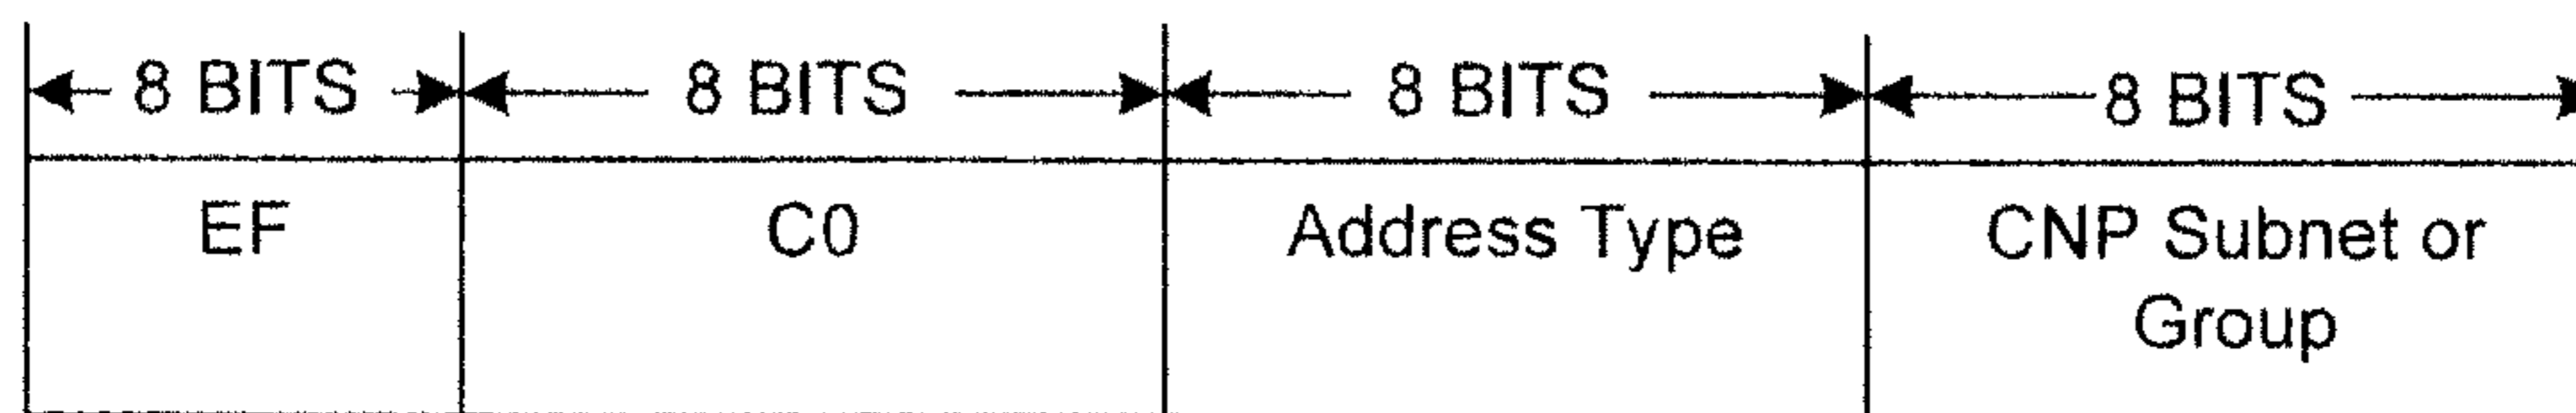 8 BITS 8 BITS 8 BITS 8 BITS
EF C0 Address Type CNP Subnet or
Group